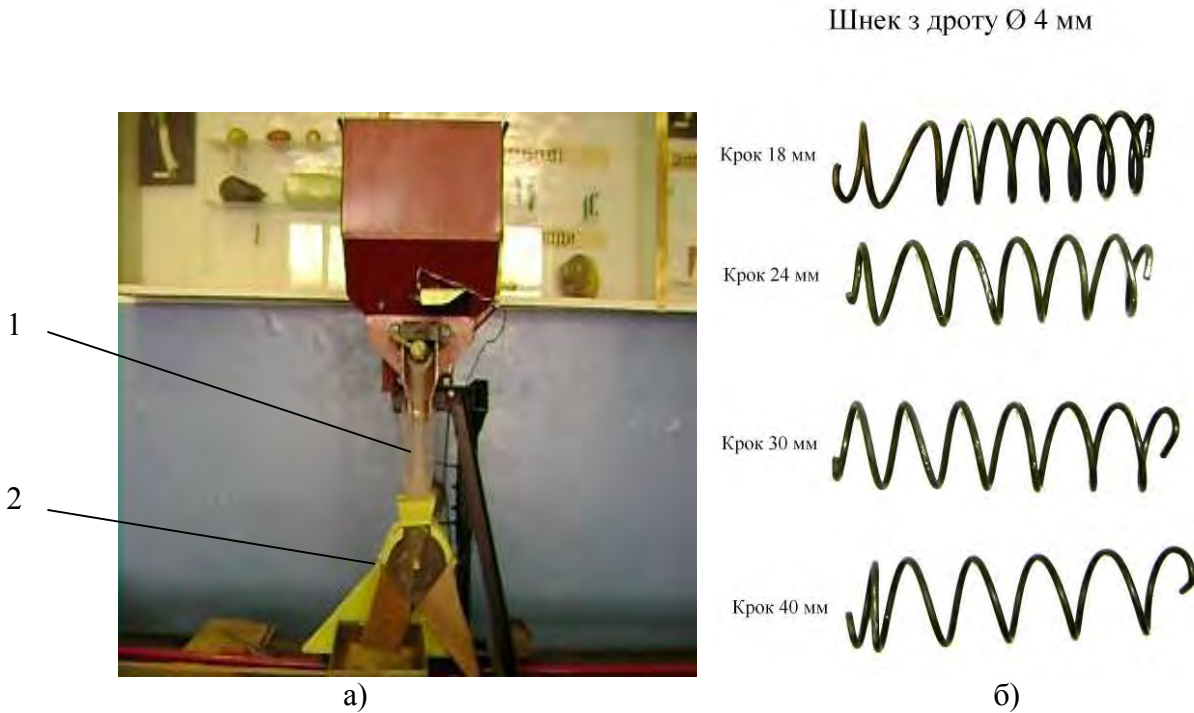 Шнек з дроту Ø 4 мм
Крок 18 мм
Крок 24 мм
1
Крок 30 мм
2
Крок 40 мм
а)
б)